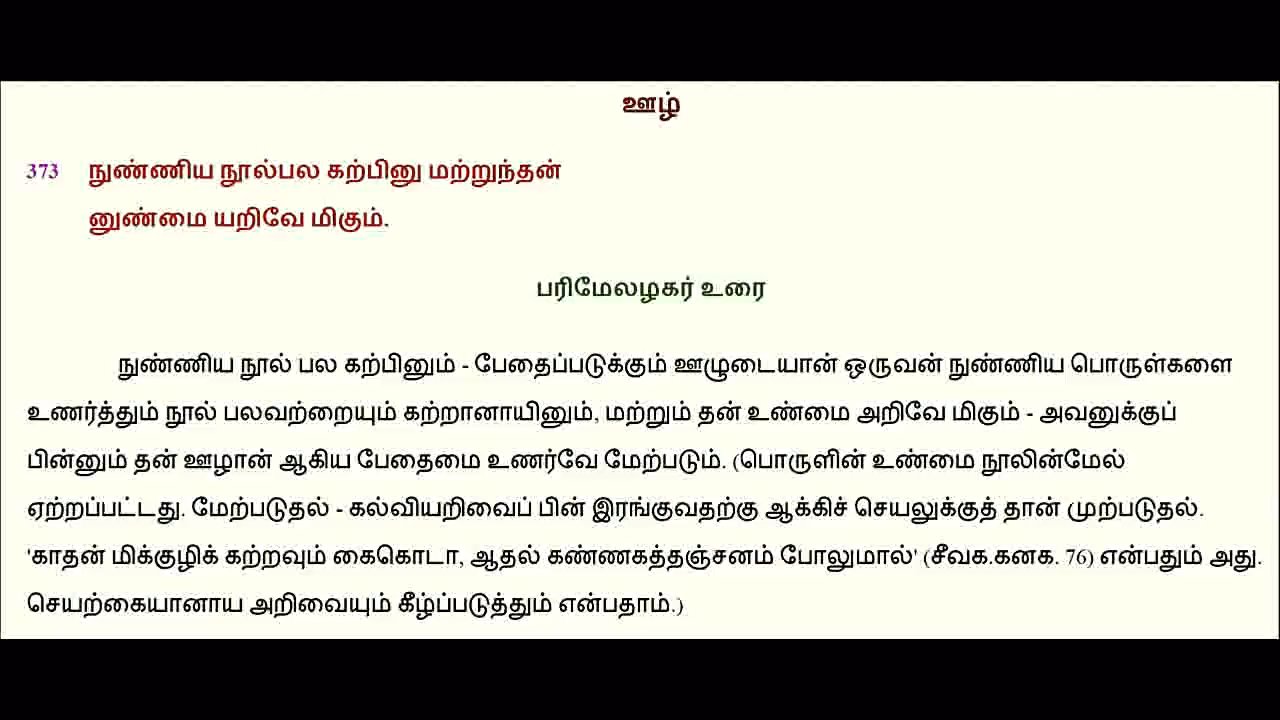 ஊழ்
373 நுண்ணிய நூல்பல கற்பினு மற்றுந்தன்
னுண்மை யறிவே மிகும்.
பரிமேலழகர் உரை
நுண்ணிய நூல் பல கற்பினும் - பேதைப்படுக்கும் ஊழுடையான் ஒருவன் நுண்ணிய பொருள்களை
உணர்த்தும் நூல் பலவற்றையும் கற்றானாயினும், மற்றும் தன் உண்மை அறிவே மிகும் - அவனுக்குப்
பின்னும் தன் ஊழான் ஆகிய பேதைமை உணர்வே மேற்படும். (பொருளின் உண்மை நூலின்மேல்
ஏற்றப்பட்டது. மேற்படுதல் - கல்வியறிவைப் பின் இரங்குவதற்கு ஆக்கிச் செயலுக்குத் தான் முற்படுதல்.
'காதன் மிக்குழிக் கற்றவும் கைகொடா, ஆதல் கண்ணகத்தஞ்சனம் போலுமால்' (சீவக.கனக. 76) என்பதும் அது.
செயற்கையானாய அறிவையும் கீழ்ப்படுத்தும் என்பதாம்.)